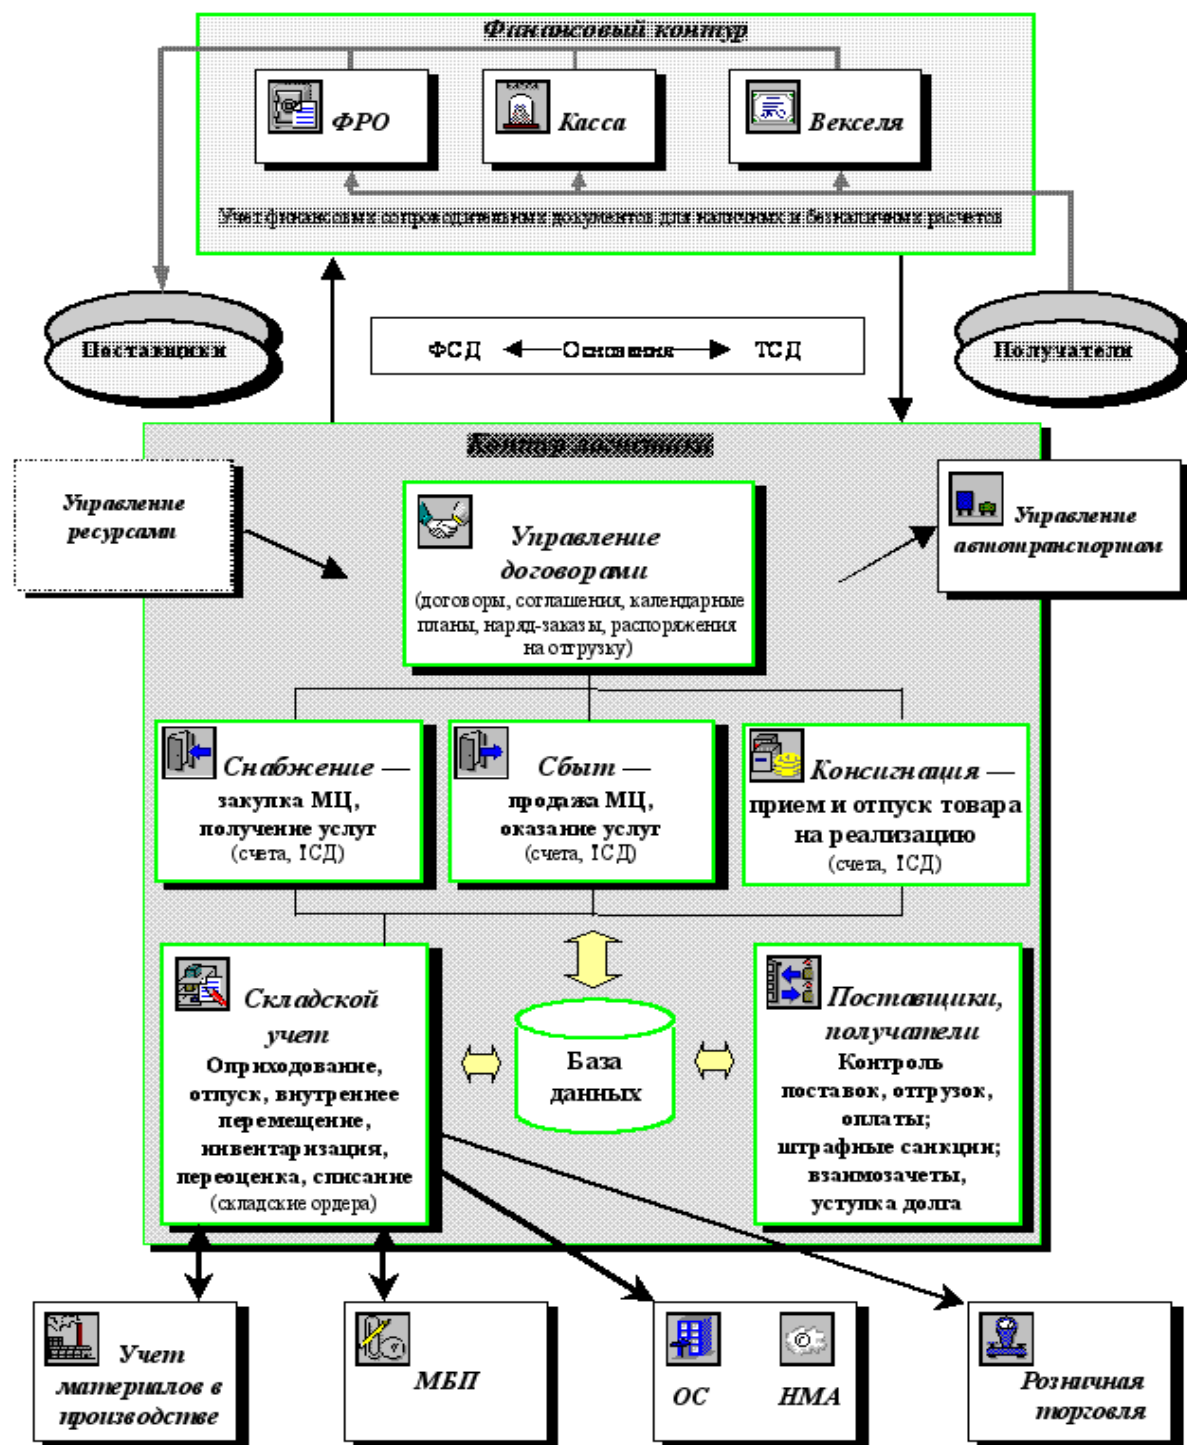 Финансовый контур
ФРО
КАССА
Касса
Векселя
Учет финансовых сопроводительных документов для наличных и безналичных расчетов
Поставщики
ФСД
Основания
ТСД
Получатели
Контур логистики
Управление
ресурсами
Управление
договорами
(договоры, соглашения, календарные
планы, наряд-заказы, распоряжения
на отгрузку)
Управление
автотранспортом
Снабжение —
закупка МЦ,
получение услуг
(счета, ТСД)
Сбыт —
продажа МЦ,
оказание услуг
(счета, ТСД)
Консигнация —
прием и отпуск товара
на реализацию
(счета, ТСД)
Складской
учет
Оприходование,
отпуск, внутреннее
перемещение,
инвентаризация,
переоценка, списание
(складские ордера)
База
данных
Поставщики,
получатели
Контроль
поставок, отгрузок,
оплаты;
штрафные санкции;
взаимозачеты,
уступка долга
Учет
материалов в
производстве
МБП
ОС
НМА
Розничная
торговля